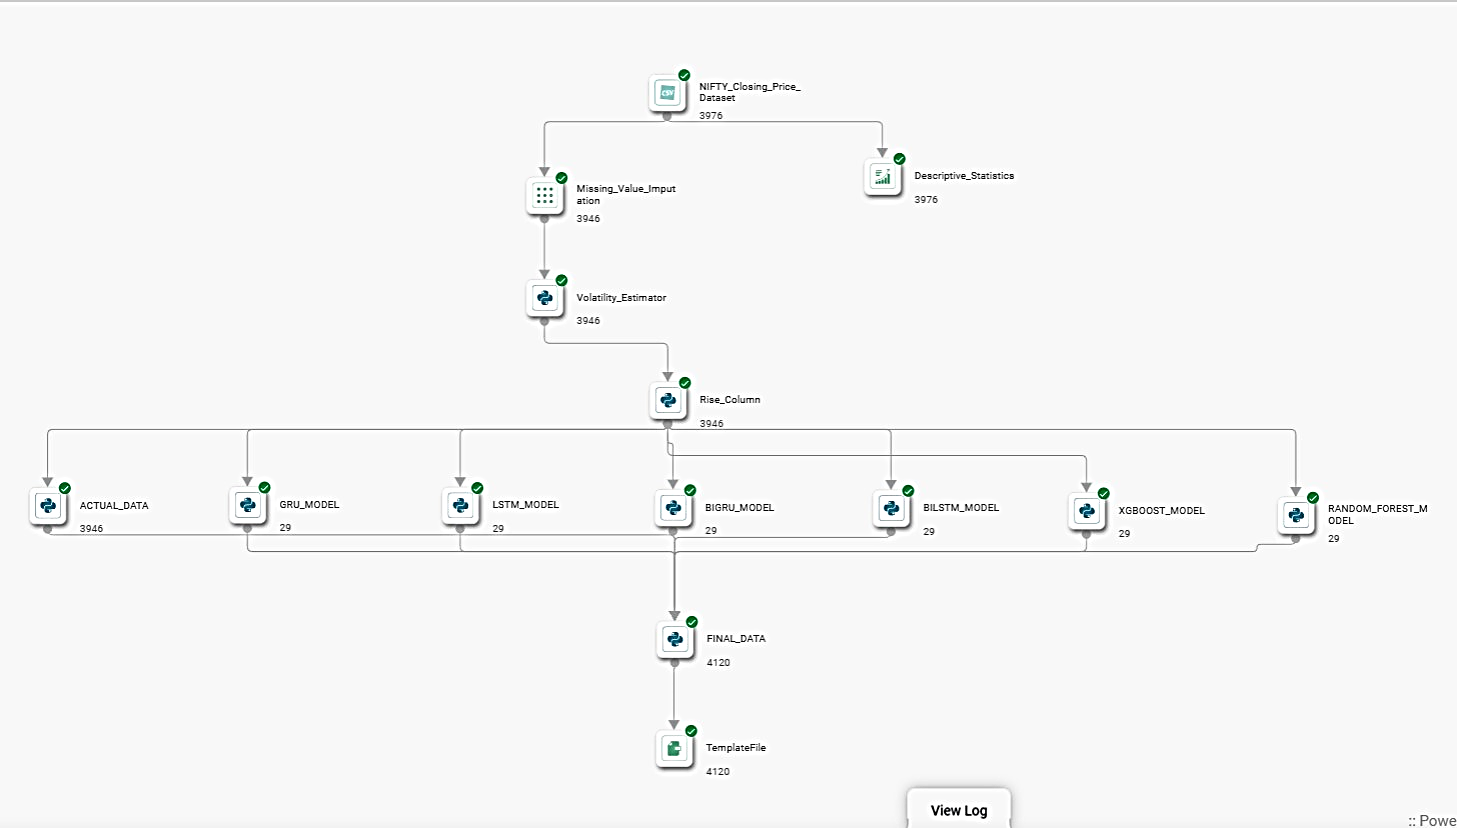 CSV
NIFTY_Closing_Price_
Dataset
3976
Descriptive_Statistics
3976
Missing_Value_Imput
ation
3946
Volatility_Estimator
3946
Rise_Column
3946
ACTUAL_DATA
3946
GRU_MODEL
29
LSTM_MODEL
29
BIGRU_MODEL
29
BILSTM_MODEL
29
XGBOOST_MODEL
29
RANDOM_FOREST_M
ODEL
29
FINAL_DATA
4120
TemplateFile
4120
View Log
:: Powe